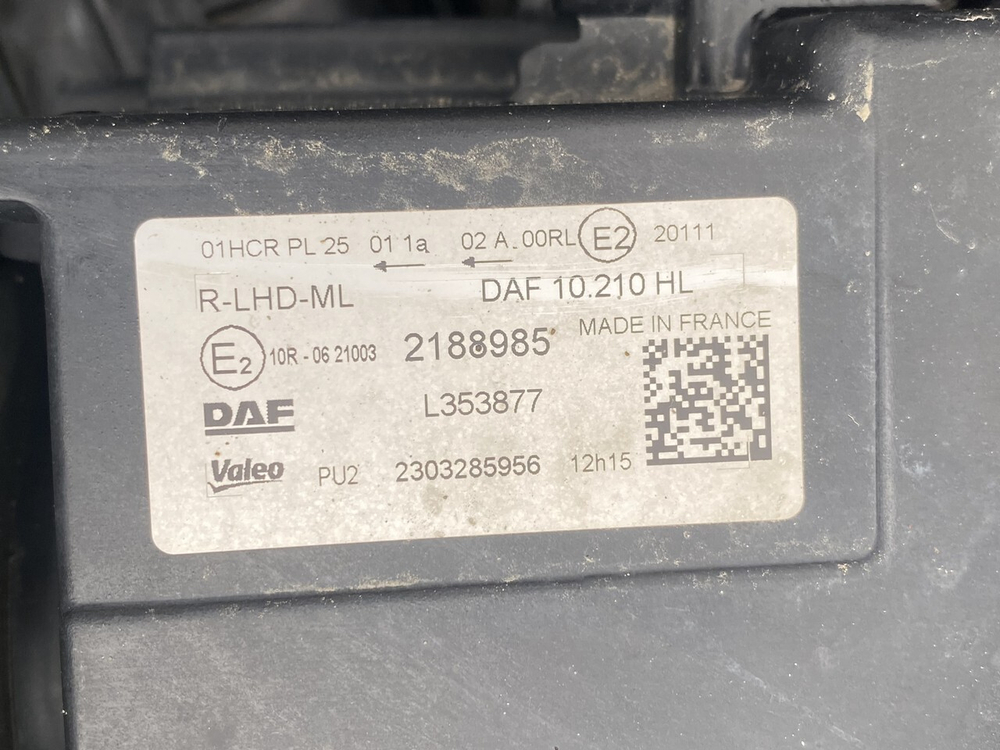 01HCR PL 25 01 1a 02 A.00RL E2 20111
R-LHD-ML DAF 10.210 HL
E2 10R - 06 21003 2188985 MADE IN FRANCE
DAF L353877
Valeo PU2 2303285956 12h15